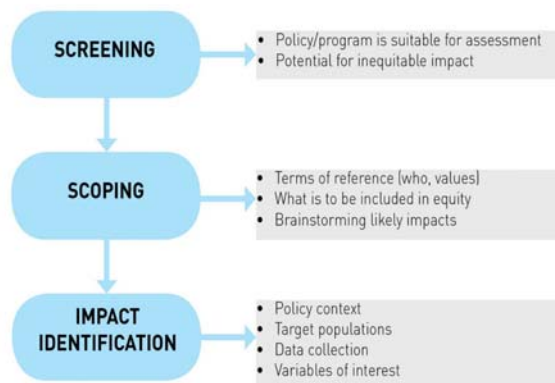 SCREENING
• Policy/program is suitable for assessment
• Potential for inequitable impact
SCOPING
• Terms of reference (who, values)
• What is to be included in equity
• Brainstorming likely impacts
IMPACT
IDENTIFICATION
• Policy context
• Target populations
• Data collection
• Variables of interest